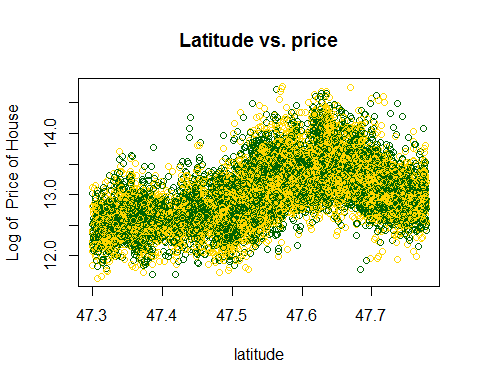 Latitude vs. price
Log of  Price of House
14.0
13.0
12.0
47.3 47.4 47.5 47.6 47.7
latitude